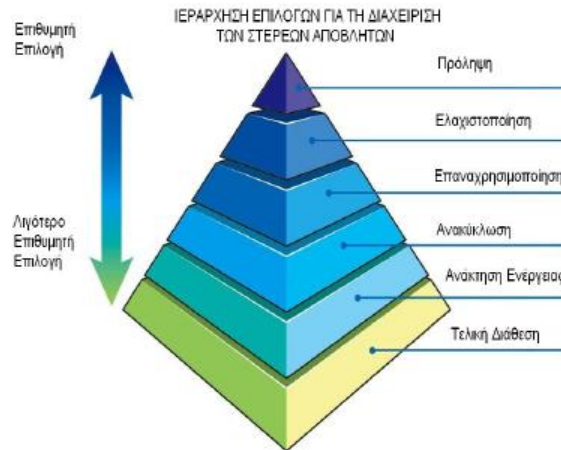 ΙΕΡΑΡΧΗΣΗ ΕΠΙΛΟΓΩΝ ΓΙΑ ΤΗ ΔΙΑΧΕΙΡΙΣΗ
ΤΩΝ ΣΤΕΡΕΩΝ ΑΠΟΒΛΗΤΩΝ
Επιθυμητή
Επιλογή
Πρόληψη
Ελαχιστοποίηση
Επαναχρησιμοποίηση
Λιγότερο
Επιθυμητή
Επιλογή
Ανακύκλωση
Ανάκτηση Ενέργειας
Τελική Διάθεση